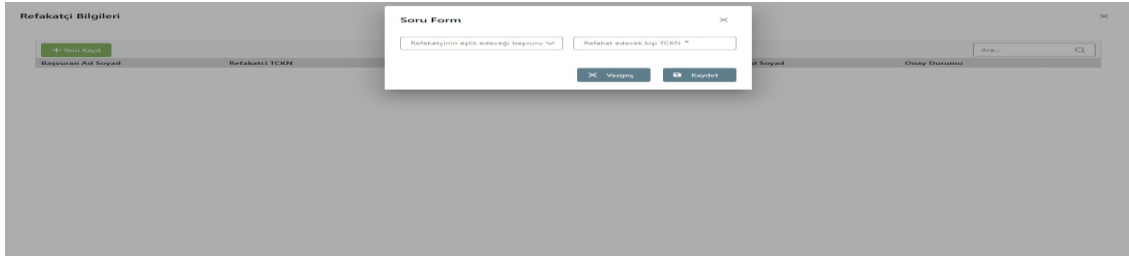 Refakatçi Bilgileri
Soru Form
Refakatçinin eşlik edeceği başvuru
Refakat edecek kişi TCKN *
Yeni Kayıt
Ara...
Başvuran Ad Soyad
Refakatci TCKN
d Soyad
Onay Durumu
Vazgeç
Kaydet